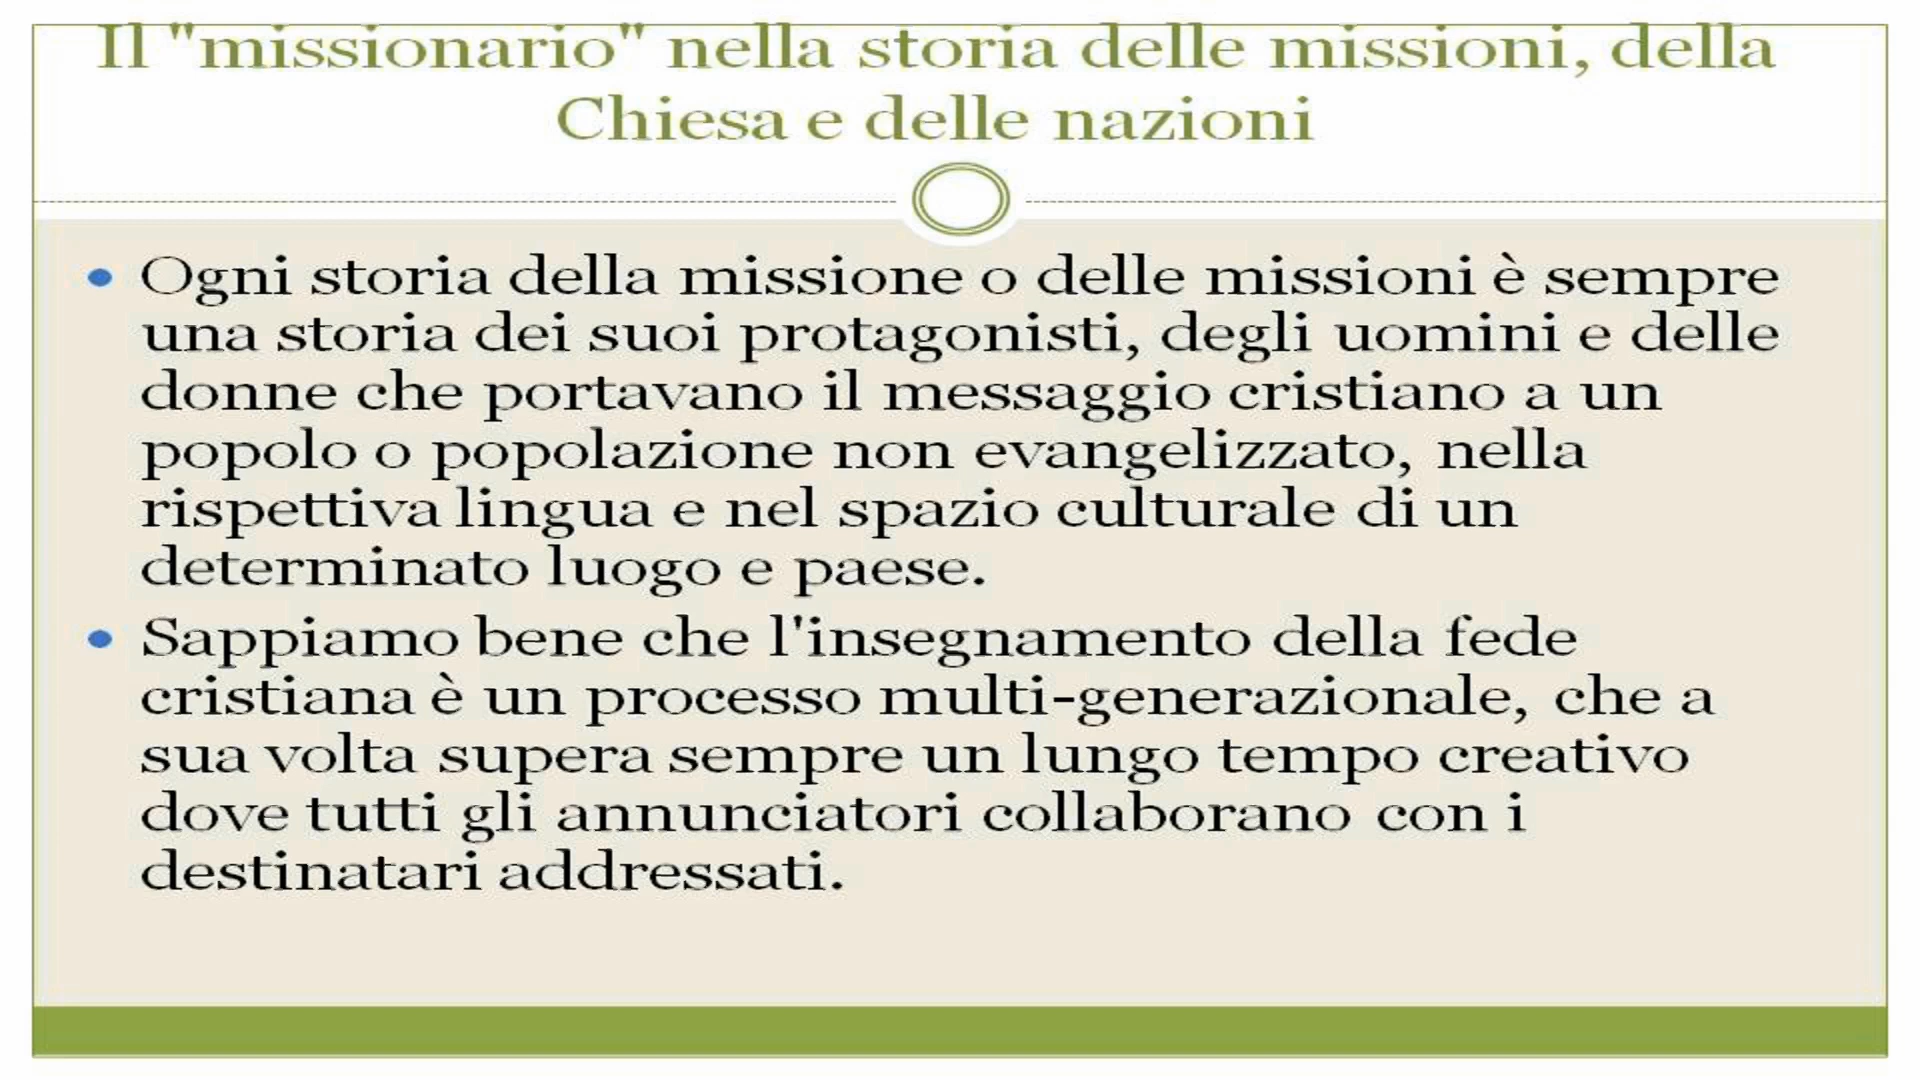 Il "missionario" nella storia delle missioni, della
Chiesa e delle nazioni
• Ogni storia della missione o delle missioni è sempre
una storia dei suoi protagonisti, degli uomini e delle
donne che portavano il messaggio cristiano a un
popolo o popolazione non evangelizzato, nella
rispettiva lingua e nel spazio culturale di un
determinato luogo e paese.
• Sappiamo bene che l'insegnamento della fede
cristiana è un processo multi-generazionale, che a
sua volta supera sempre un lungo tempo creativo
dove tutti gli annunciatori collaborano con i
destinatari addressati.